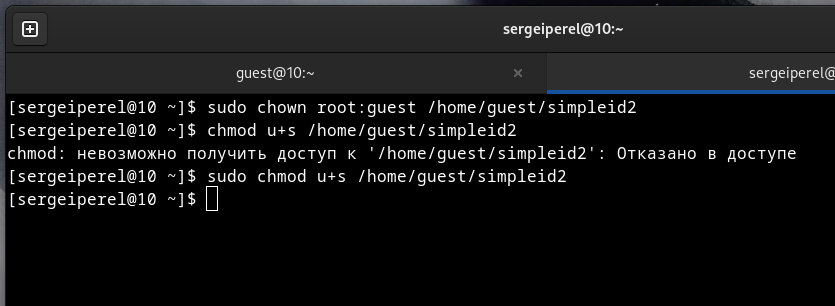 sergeiperel@10:~
guest@10:~ × sergeiperel@
[sergeiperel@10 ~]$ sudo chown root:guest /home/guest/simpleid2
[sergeiperel@10 ~]$ chmod u+s /home/guest/simpleid2
chmod: невозможно получить доступ к '/home/guest/simpleid2': Отказано в доступе
[sergeiperel@10 ~]$ sudo chmod u+s /home/guest/simpleid2
[sergeiperel@10 ~]$